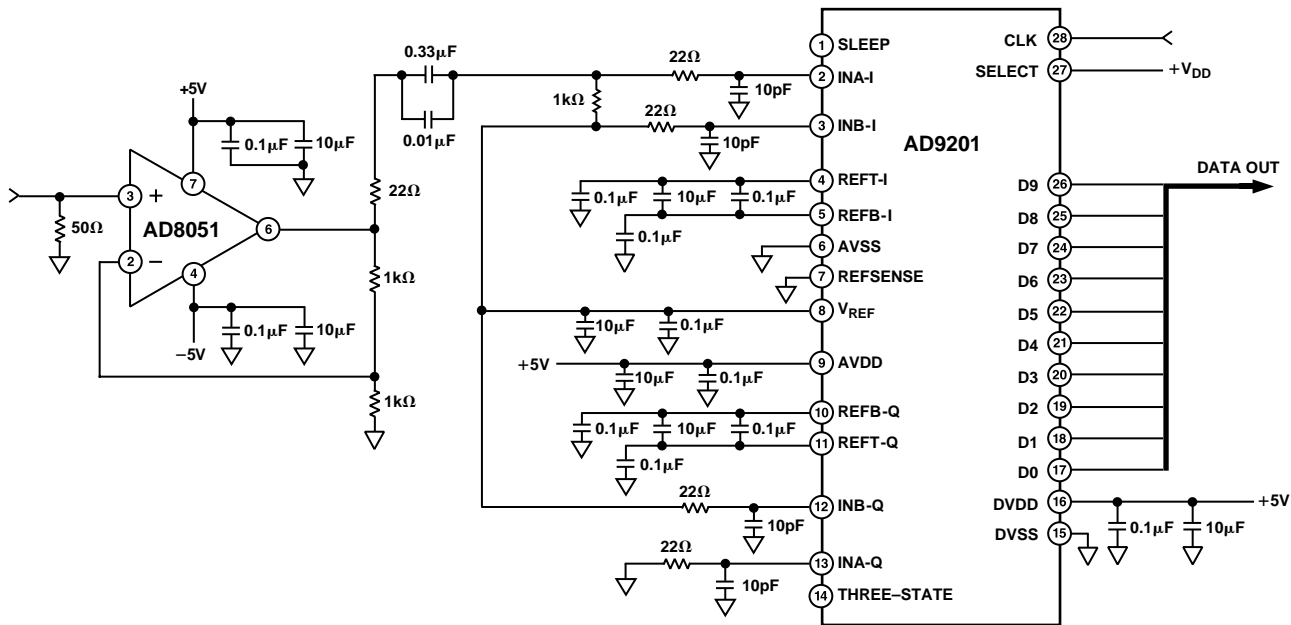 +5V
0.1µF
10µF
3
+
7
50Ω
AD8051
6
2
−
4
0.1µF
10µF
−5V
0.33µF
0.01µF
22Ω
1kΩ
1kΩ
22Ω
10pF
1kΩ
22Ω
10pF
0.1µF
10µF
0.1µF
0.1µF
10µF
0.1µF
+5V
10µF
0.1µF
0.1µF
10µF
0.1µF
0.1µF
22Ω
10pF
22Ω
10pF
AD9201
1 SLEEP
2 INA-I
3 INB-I
4 REFT-I
5 REFB-I
6 AVSS
7 REFSENSE
8 VREF
9 AVDD
10 REFB-Q
11 REFT-Q
12 INB-Q
13 INA-Q
14 THREE–STATE
CLK 28
SELECT 27
+VDD
DATA OUT
D9 26
D8 25
D7 24
D6 23
D5 22
D4 21
D3 20
D2 19
D1 18
D0 17
DVDD 16
+5V
DVSS 15
0.1µF
10µF